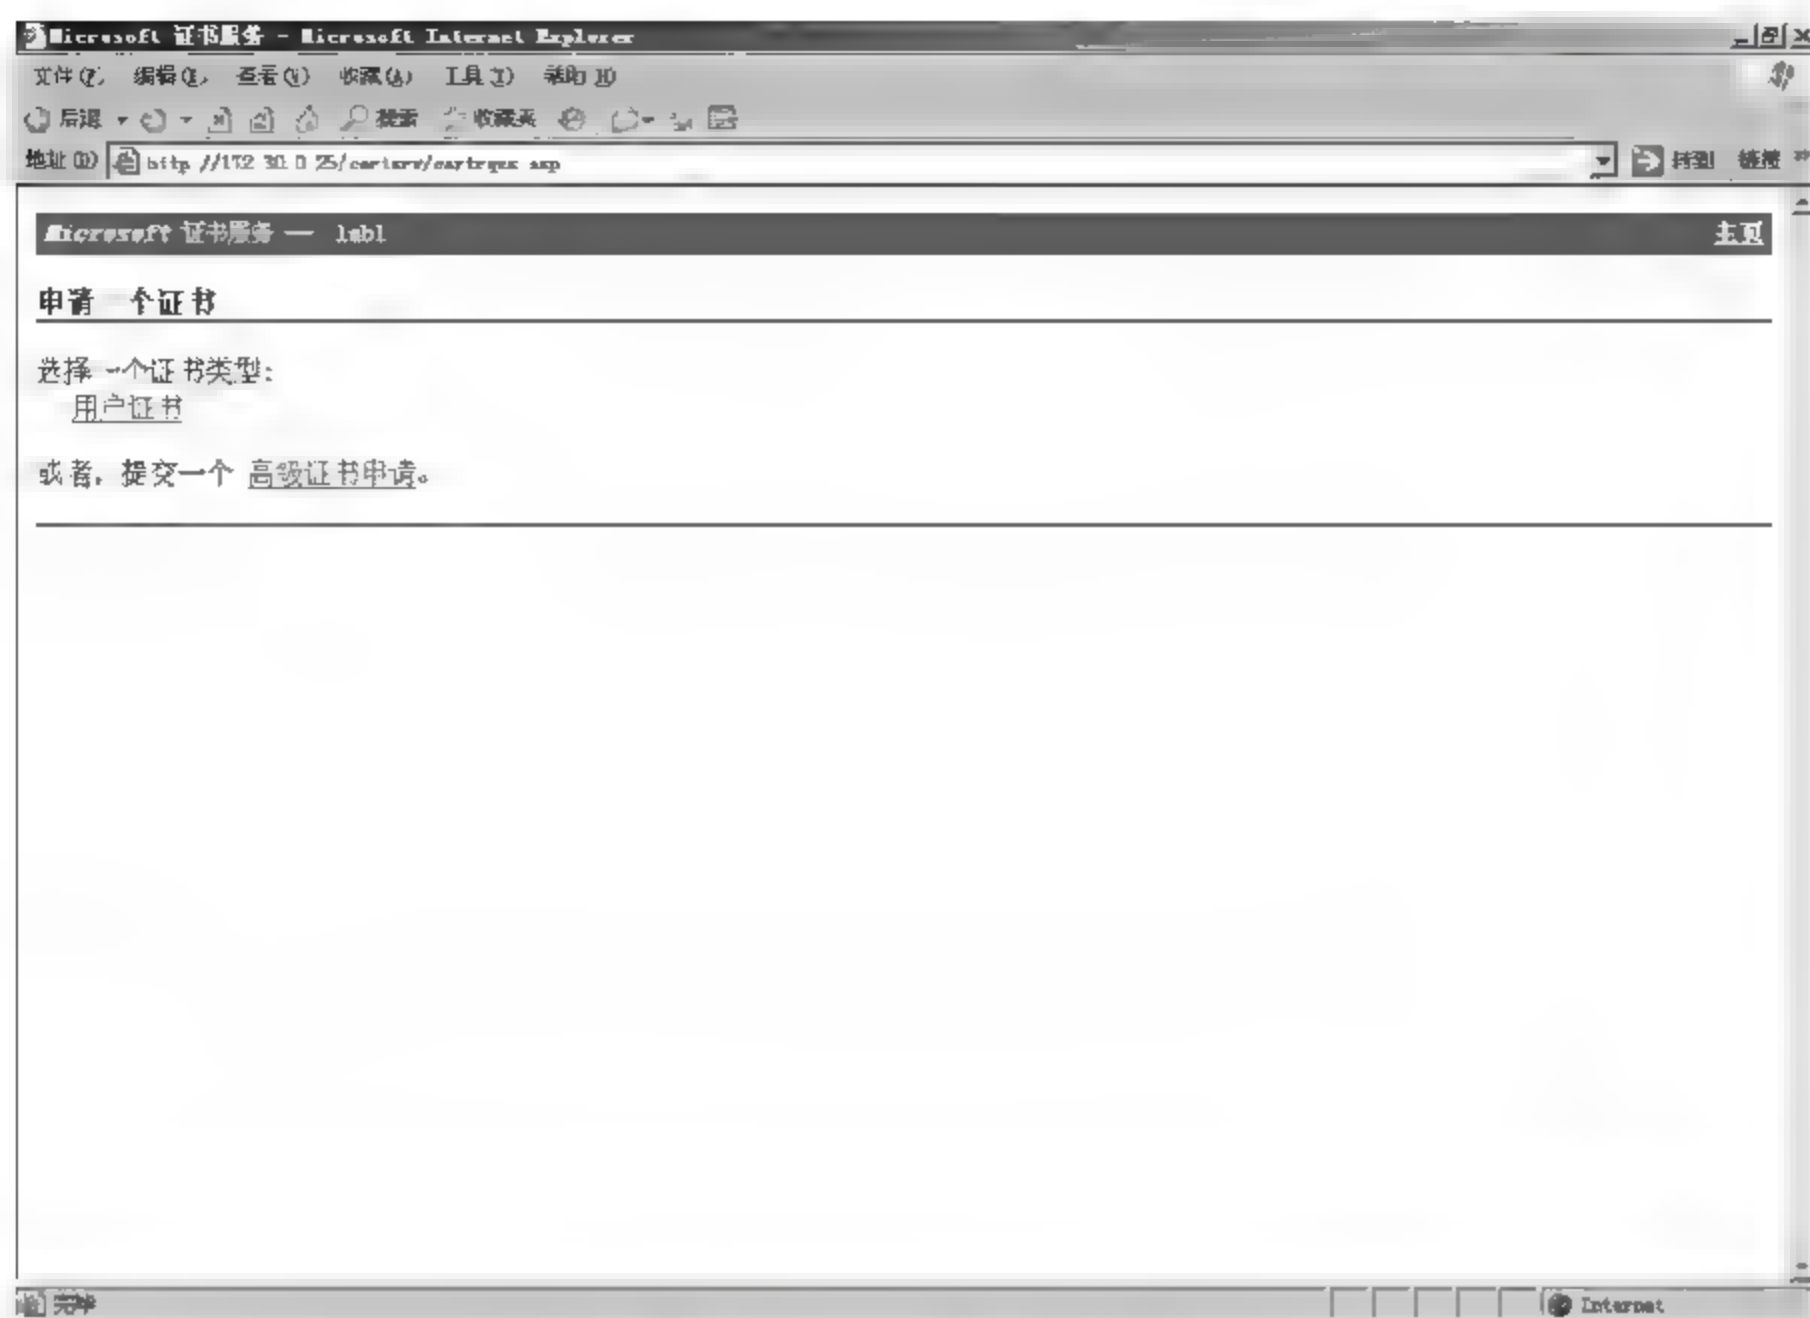 Microsoft 证书服务 - Microsoft Internet Explorer
文件(F) 编辑(E) 查看(V) 收藏(A) 工具(T) 帮助(H)
后退 搜索 收藏夹
地址(D) http://172.30.0.25/certsrv/certrqus.asp 转到 链接 »
Microsoft 证书服务 — lab1 主页
申请一个证书
选择一个证书类型:
用户证书
或者, 提交一个 高级证书申请。
完毕 Internet